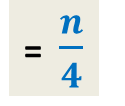 = n/4